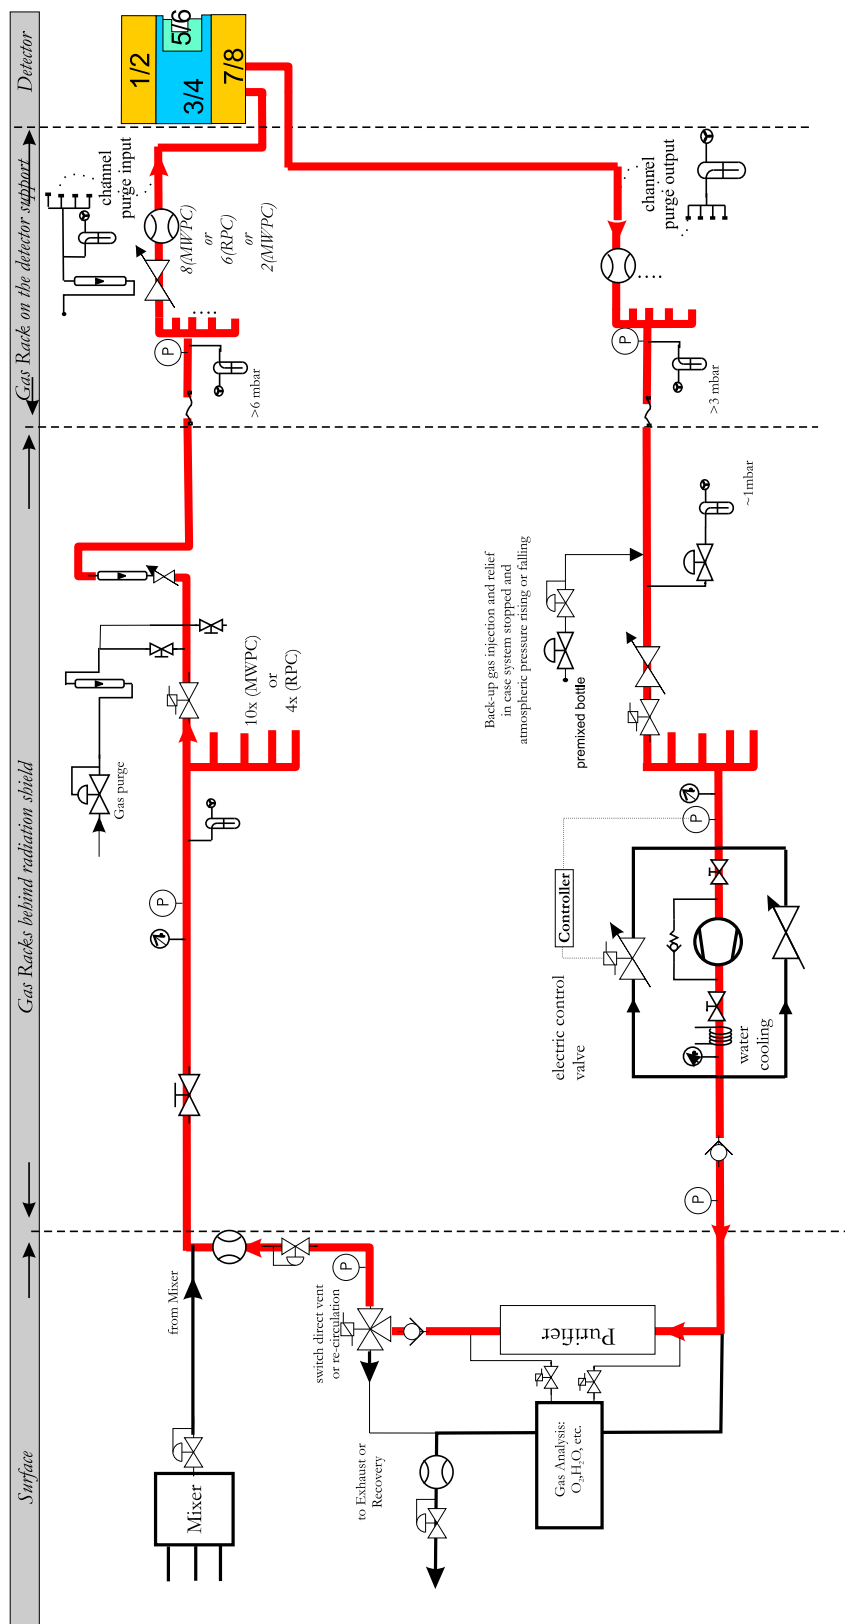 Detector
Gas Rack on the detector support
Gas Racks behind radiation shield
Surface
1/2
3/4
5/6
7/8
channel
purge input
8(MWPC)
or
6(RPC)
or
2(MWPC)
P
>6 mbar
channel
purge output
P
>3 mbar
~1mbar
Back-up gas injection and relief
in case system stopped and
atmospheric pressure rising or falling
premixed bottle
10x (MWPC)
or
4x (RPC)
Gas purge
P
P
Controller
electric control
valve
water
cooling
P
from Mixer
P
switch direct vent
or re-circulation
Purifier
Mixer
to Exhaust or
Recovery
Gas Analysis:
O₂,H₂O, etc.